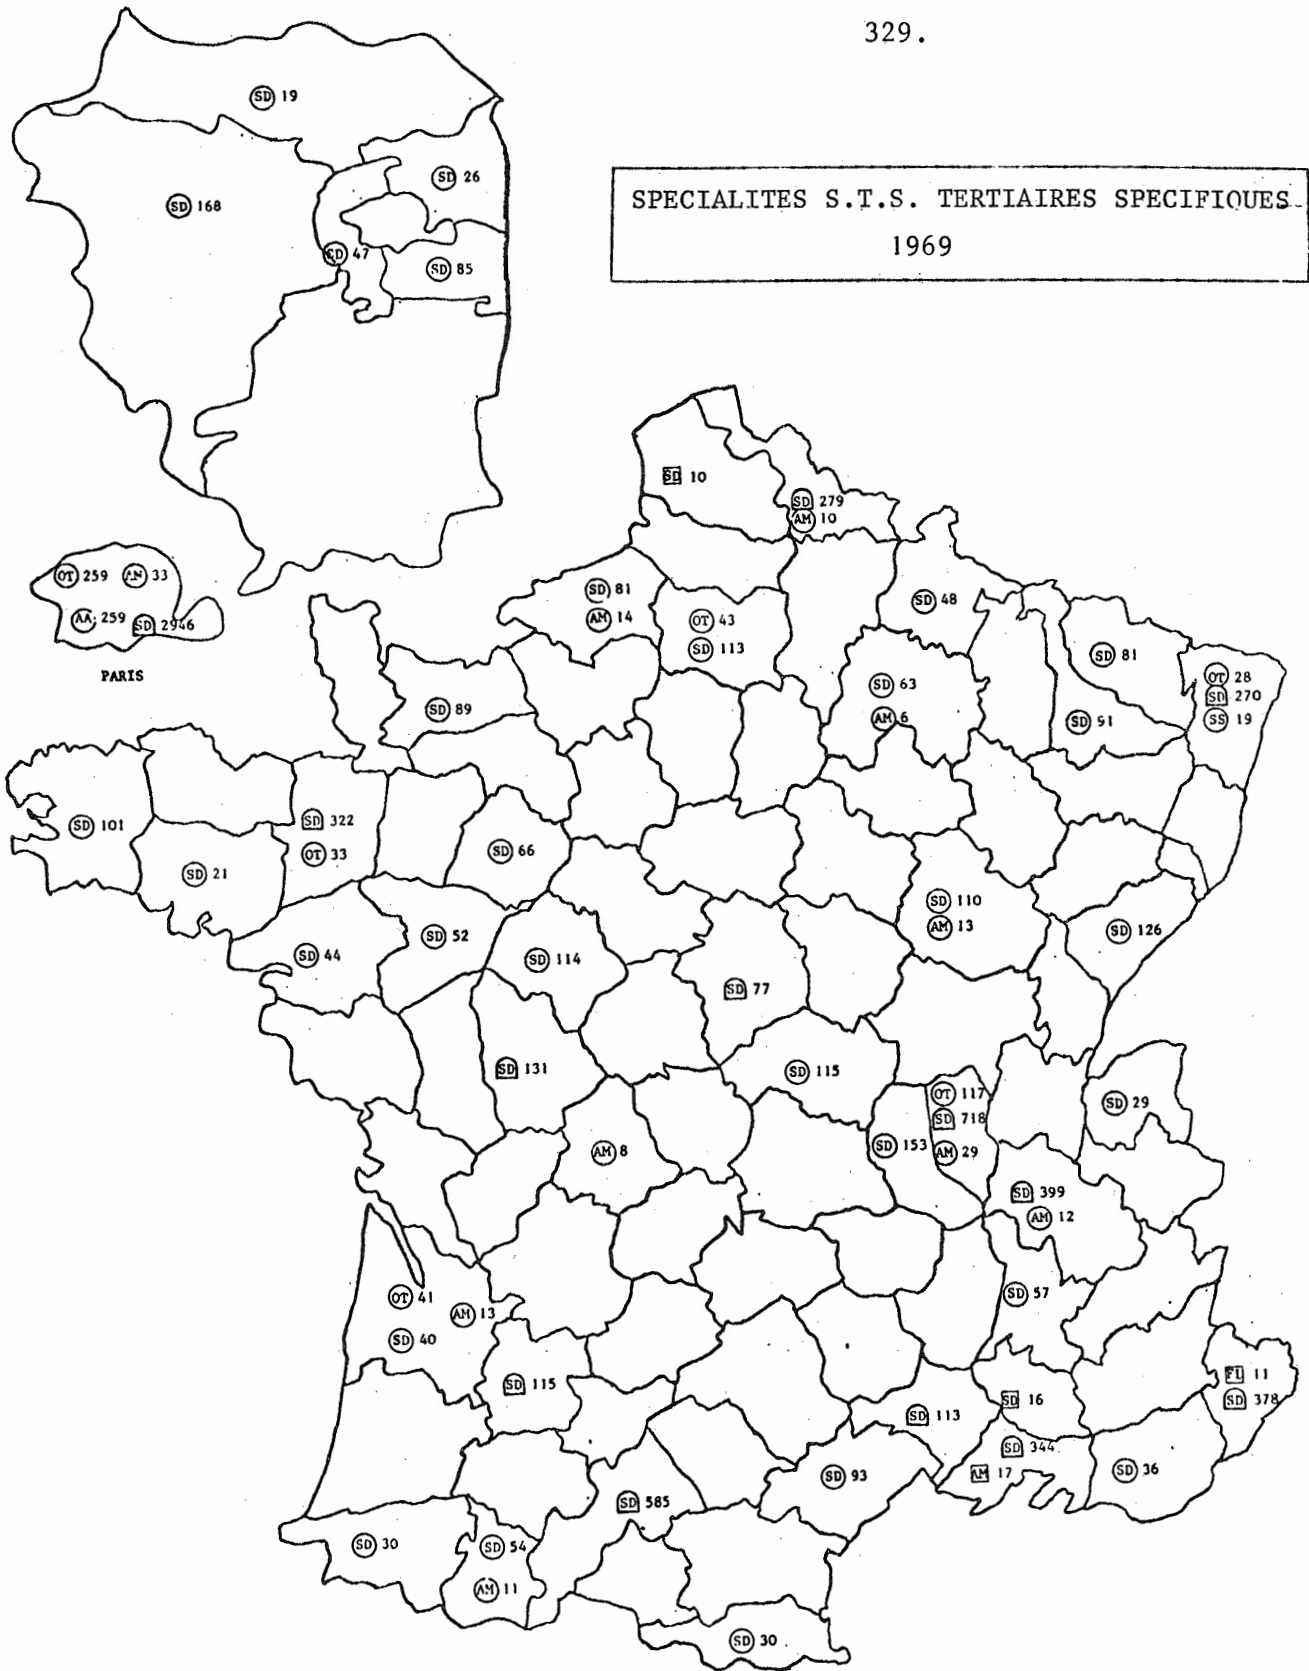 329.
SPECIALITES S.T.S. TERTIAIRES SPECIFIQUES
1969
SD 19
SD 26
SD 168
SD 47
SD 85
OT 259 AM 33
AA 259 SD 2946
PARIS
SD 10
SD 279
AM 10
SD 81
AM 14
OT 43
SD 113
SD 48
SD 81
OT 28
SD 270
SS 19
SD 63
AM 6
SD 91
SD 89
SD 101
SD 322
OT 33
SD 21
SD 66
SD 110
AM 13
SD 126
SD 52
SD 44
SD 114
SD 77
SD 131
SD 115
OT 117
SD 718
AM 29
SD 153
SD 29
AM 8
SD 399
AM 12
OT 41
AM 13
SD 40
SD 57
SD 115
SD 113
SD 16
FI 11
SD 378
SD 344
AM 17
SD 36
SD 93
SD 585
SD 30
SD 54
AM 11
SD 30